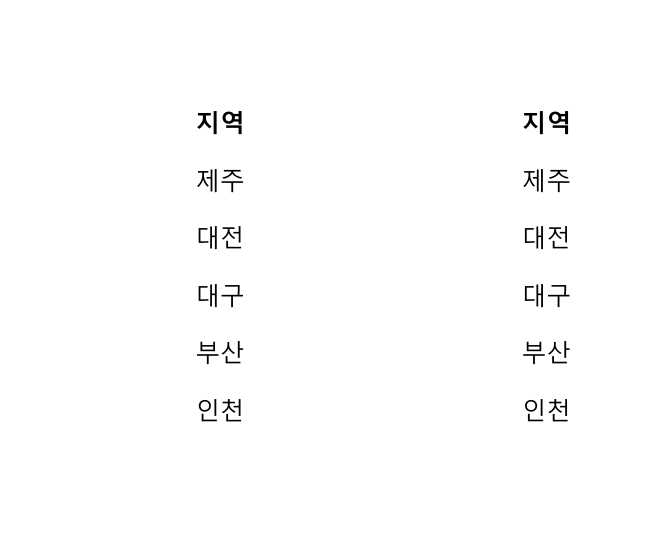 지역 지역
제주 제주
대전 대전
대구 대구
부산 부산
인천 인천